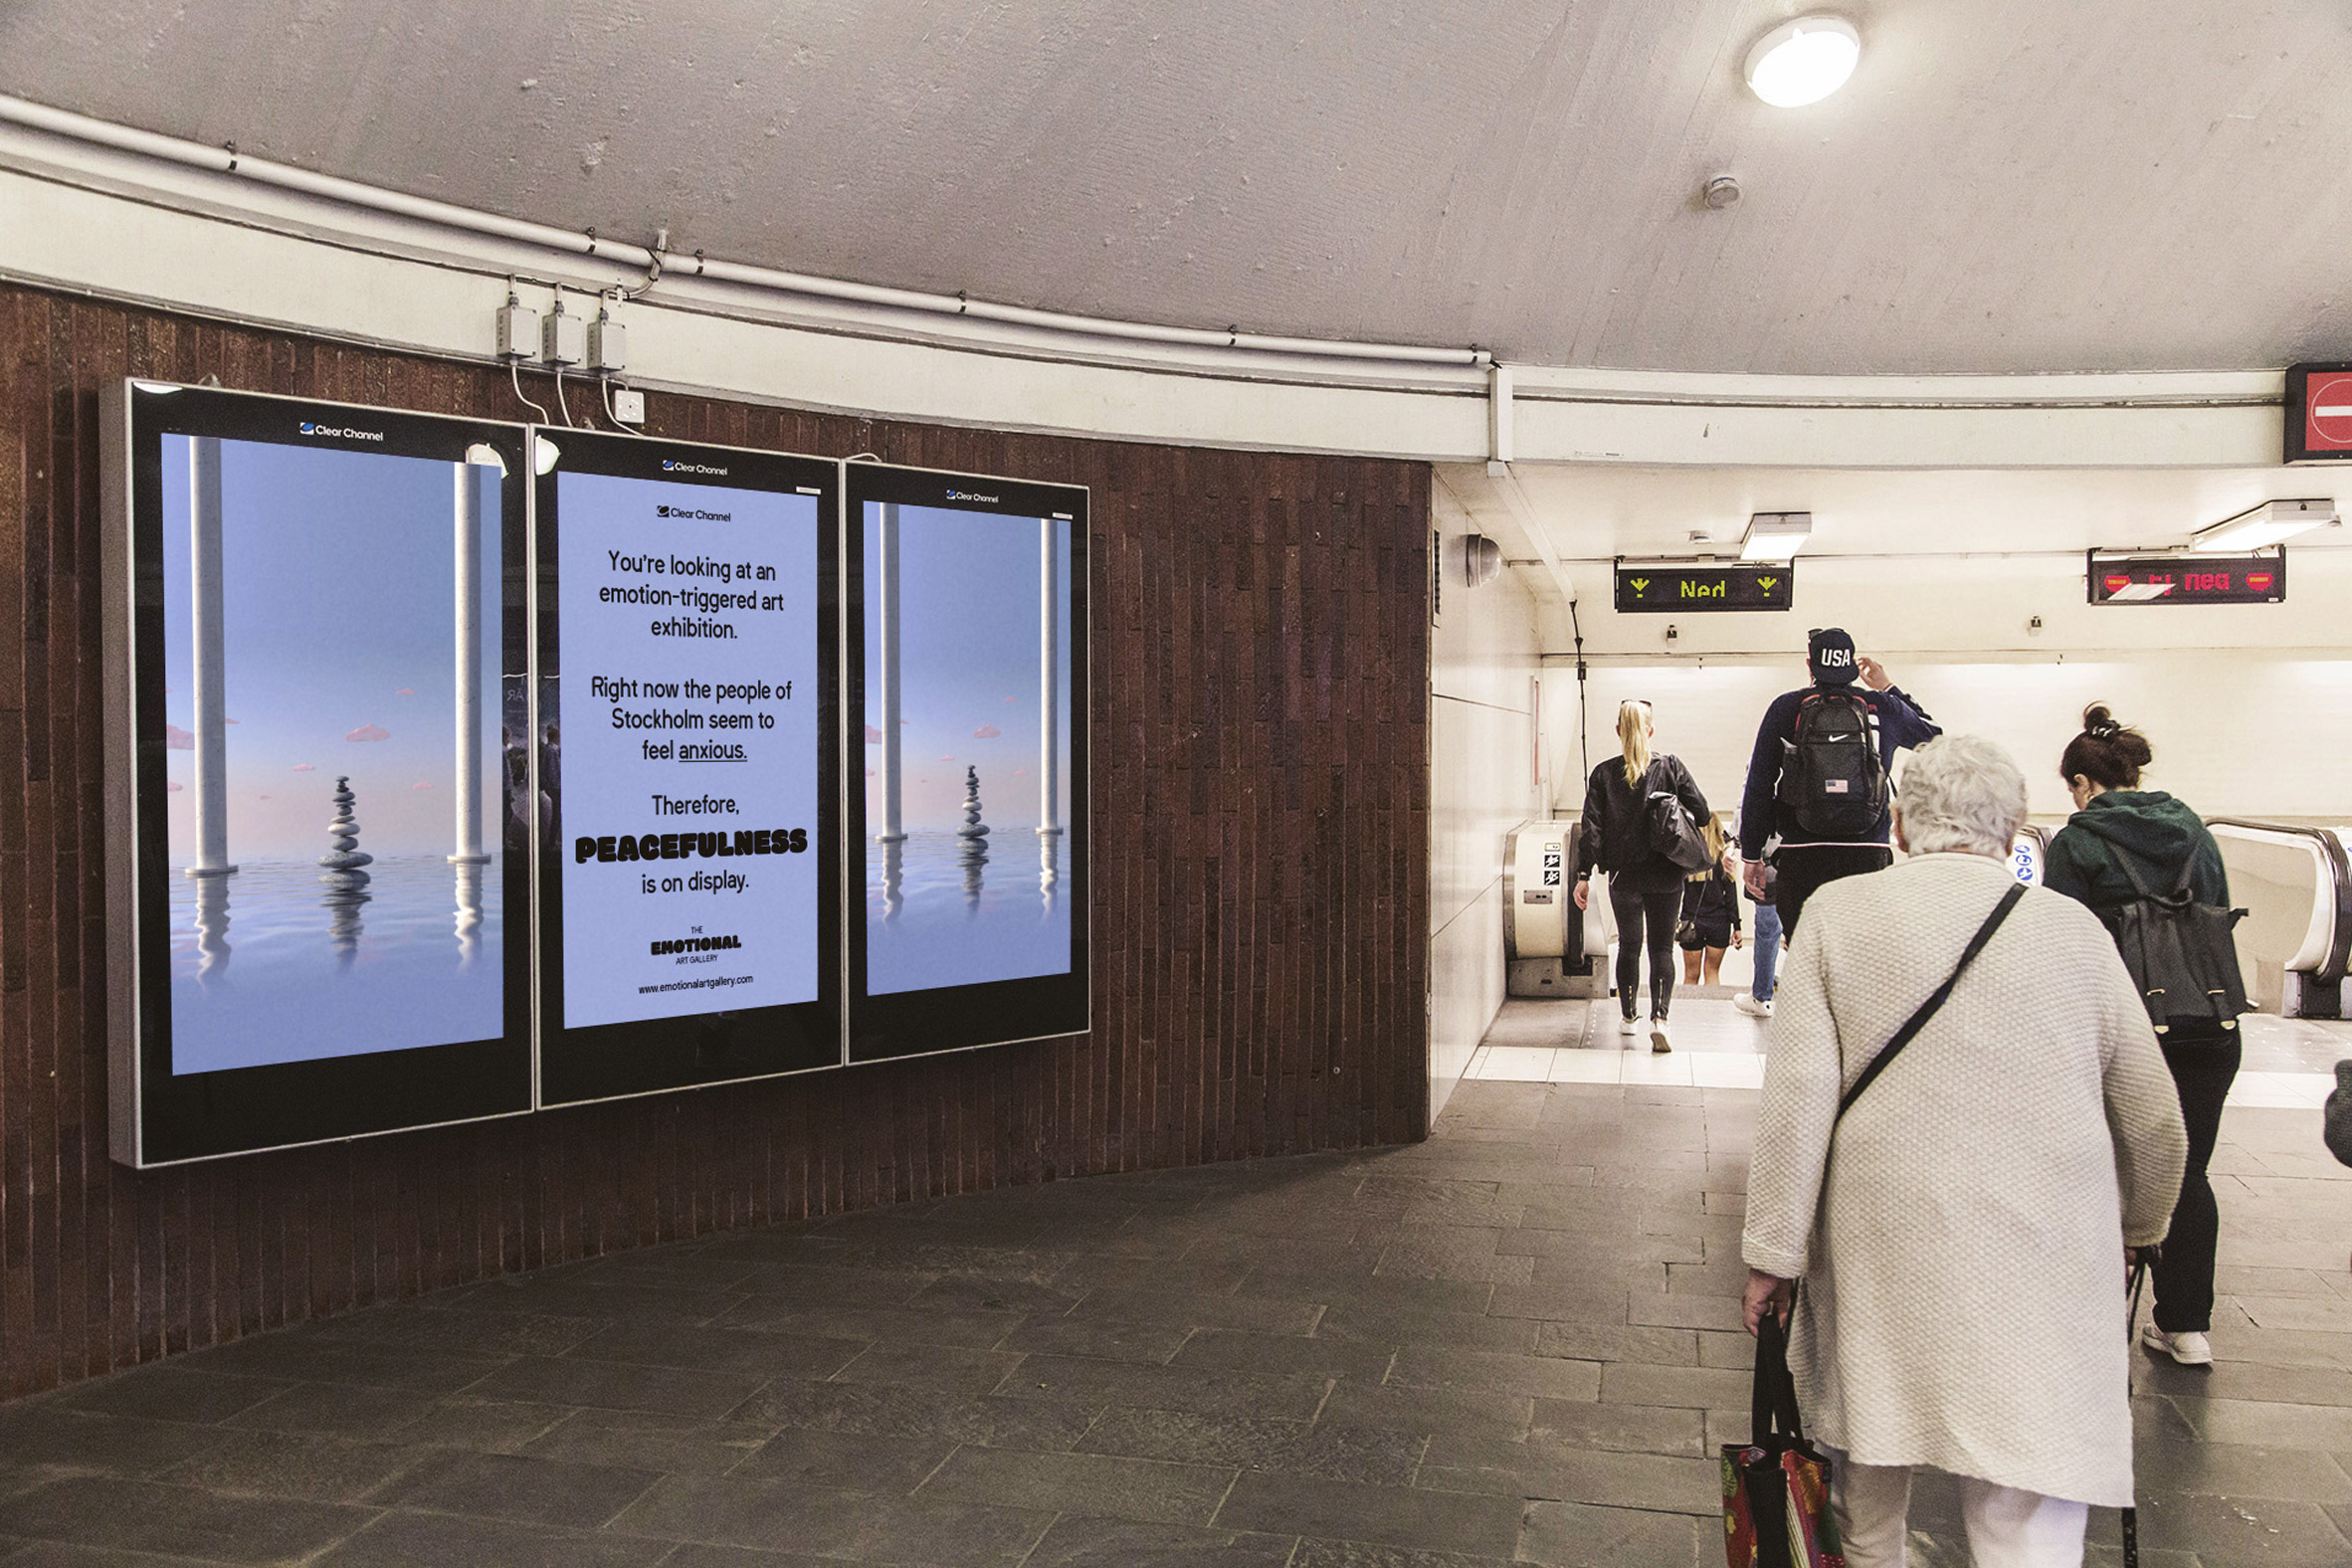 Clear Channel
Clear Channel
Clear Channel
Clear Channel
You're looking at an
emotion-triggered art
exhibition.
Right now the people of
Stockholm seem to
feel anxious.
Therefore,
PEACEFULNESS
is on display.
THE
EMOTIONAL
ART GALLERY
www.emotionalartgallery.com
Ned
USA